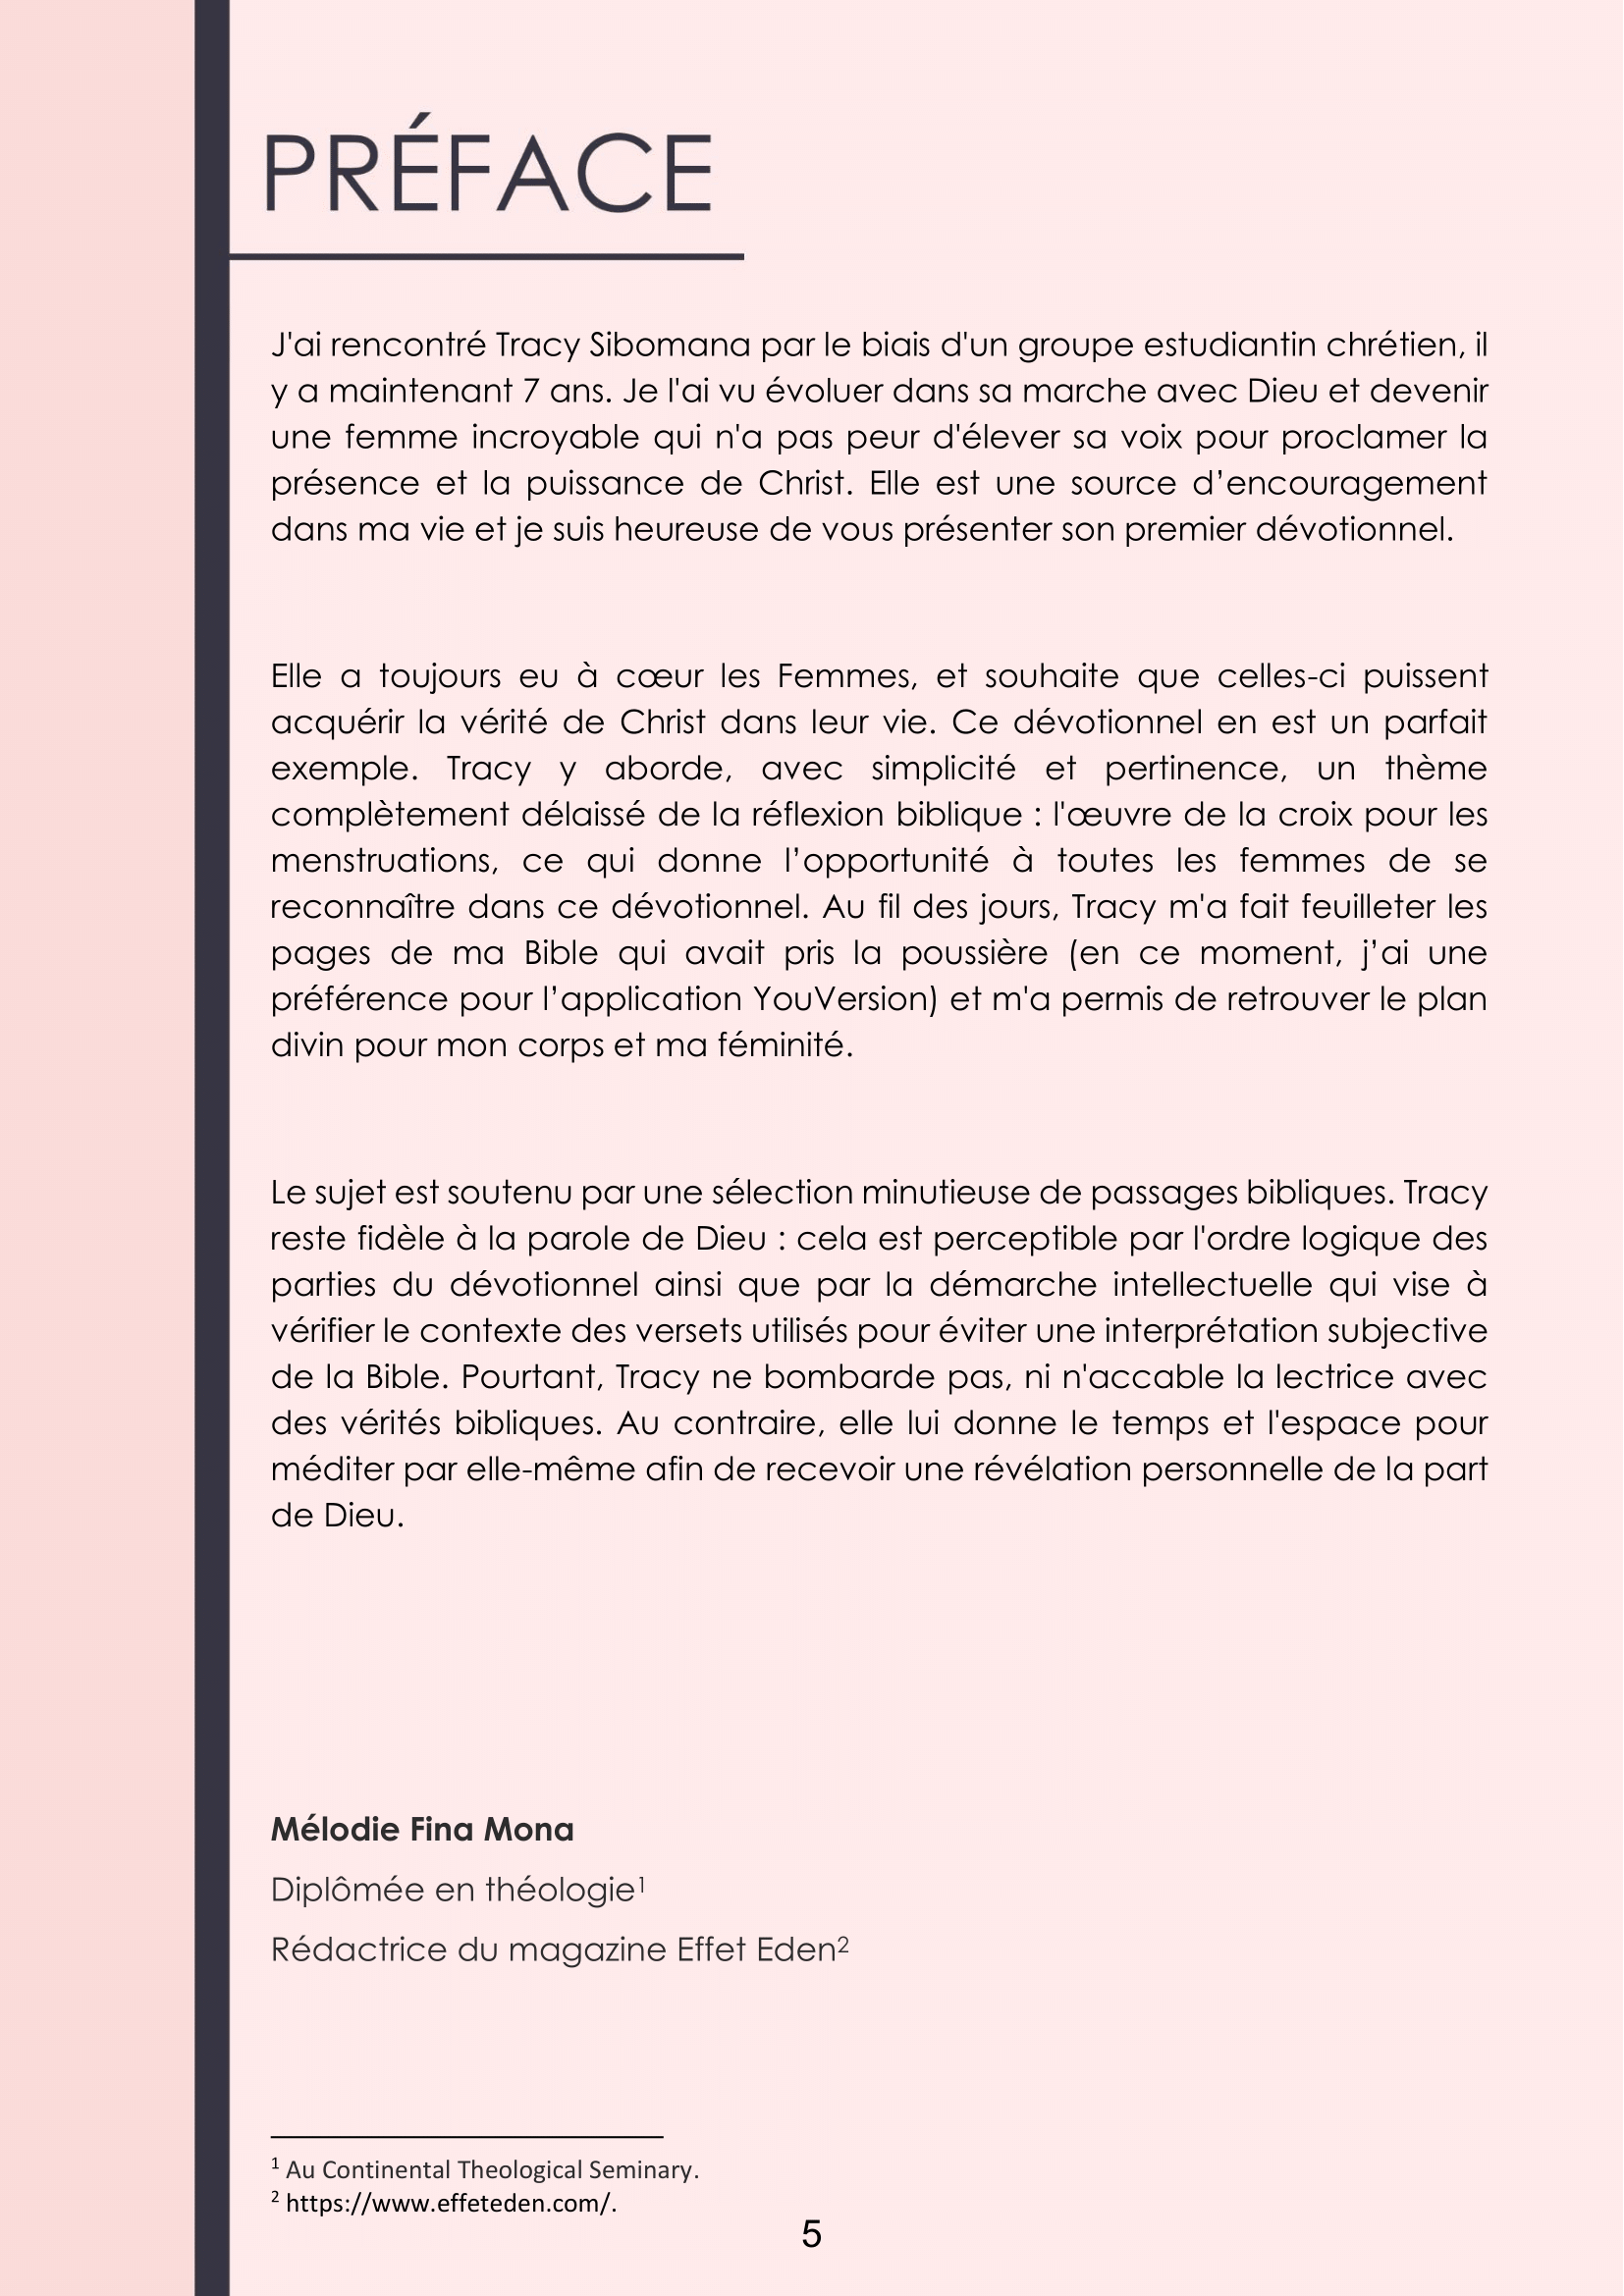 PRÉFACE
J'ai rencontré Tracy Sibomana par le biais d'un groupe estudiantin chrétien, il
y a maintenant 7 ans. Je l'ai vu évoluer dans sa marche avec Dieu et devenir
une femme incroyable qui n'a pas peur d'élever sa voix pour proclamer la
présence et la puissance de Christ. Elle est une source d’encouragement
dans ma vie et je suis heureuse de vous présenter son premier dévotionnel.
Elle a toujours eu à cœur les Femmes, et souhaite que celles-ci puissent
acquérir la vérité de Christ dans leur vie. Ce dévotionnel en est un parfait
exemple. Tracy y aborde, avec simplicité et pertinence, un thème
complètement délaissé de la réflexion biblique : l'œuvre de la croix pour les
menstruations, ce qui donne l’opportunité à toutes les femmes de se
reconnaître dans ce dévotionnel. Au fil des jours, Tracy m'a fait feuilleter les
pages de ma Bible qui avait pris la poussière (en ce moment, j’ai une
préférence pour l’application YouVersion) et m'a permis de retrouver le plan
divin pour mon corps et ma féminité.
Le sujet est soutenu par une sélection minutieuse de passages bibliques. Tracy
reste fidèle à la parole de Dieu : cela est perceptible par l'ordre logique des
parties du dévotionnel ainsi que par la démarche intellectuelle qui vise à
vérifier le contexte des versets utilisés pour éviter une interprétation subjective
de la Bible. Pourtant, Tracy ne bombarde pas, ni n'accable la lectrice avec
des vérités bibliques. Au contraire, elle lui donne le temps et l'espace pour
méditer par elle-même afin de recevoir une révélation personnelle de la part
de Dieu.
Mélodie Fina Mona
Diplômée en théologie¹
Rédactrice du magazine Effet Eden²
¹ Au Continental Theological Seminary.
² https://www.effeteden.com/.
5